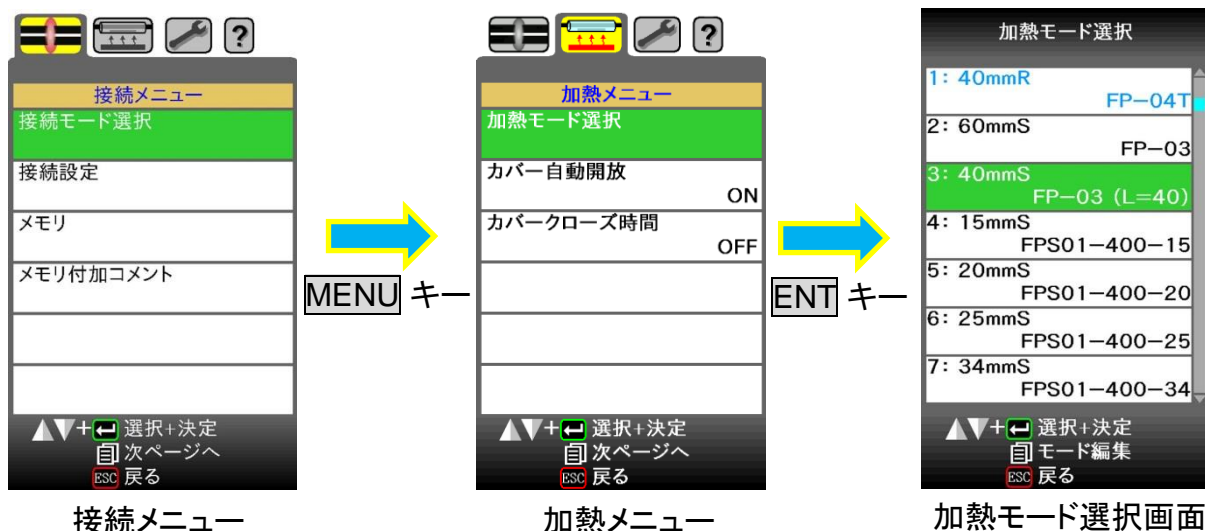 ?
接続メニュー
接続モード選択
接続設定
メモリ
メモリ付加コメント
+ 選択+決定
次ページへ
ESC 戻る
接続メニュー
MENU キー
?
加熱メニュー
加熱モード選択
カバー自動開放
ON
カバークローズ時間
OFF
+ 選択+決定
次ページへ
ESC 戻る
加熱メニュー
ENT キー
加熱モード選択
1: 40mmR
FP−04T
2: 60mmS
FP−03
3: 40mmS
FP−03 (L=40)
4: 15mmS
FPS01−400−15
5: 20mmS
FPS01−400−20
6: 25mmS
FPS01−400−25
7: 34mmS
FPS01−400−34
+ 選択+決定
モード編集
ESC 戻る
加熱モード選択画面